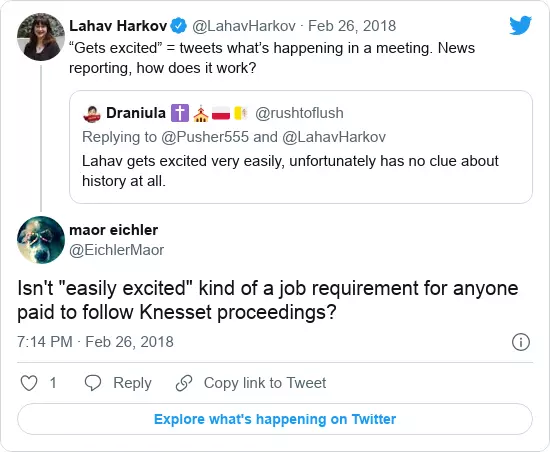 Lahav Harkov @LahavHarkov · Feb 26, 2018
“Gets excited” = tweets what’s happening in a meeting. News
reporting, how does it work?
Draniula @rushtoflush
Replying to @Pusher555 and @LahavHarkov
Lahav gets excited very easily, unfortunately has no clue about
history at all.
maor eichler
@EichlerMaor
Isn't "easily excited" kind of a job requirement for anyone
paid to follow Knesset proceedings?
7:14 PM · Feb 26, 2018
1 Reply Copy link to Tweet
Explore what's happening on Twitter